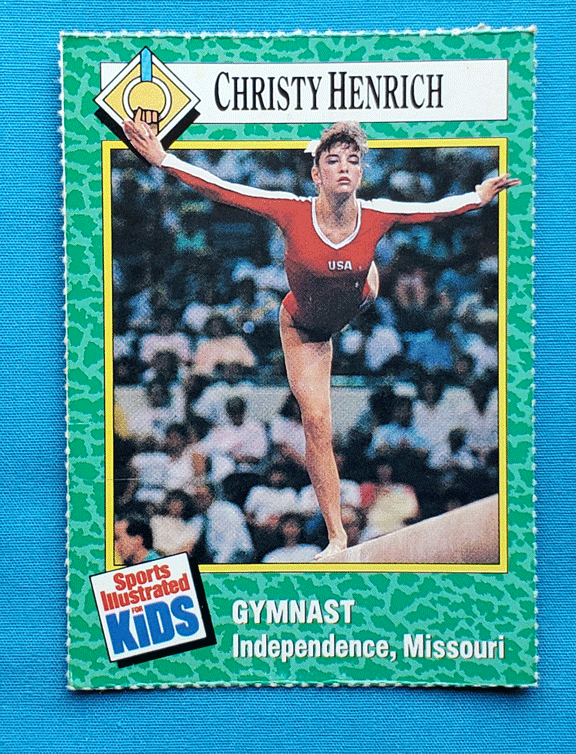 CHRISTY HENRICH
USA
Sports
Illustrated
FOR
KIDS
GYMNAST
Independence, Missouri